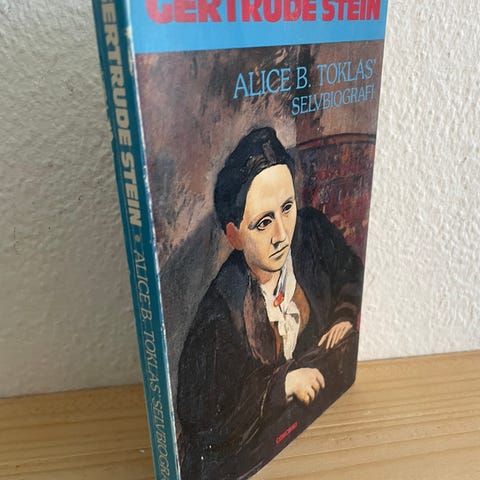 GERTRUDE STEIN
ALICE B. TOKLAS'
SELVBIOGRAFI
GERTRUDE STEIN • ALICE B. TOKLAS' SELVBIOGRA